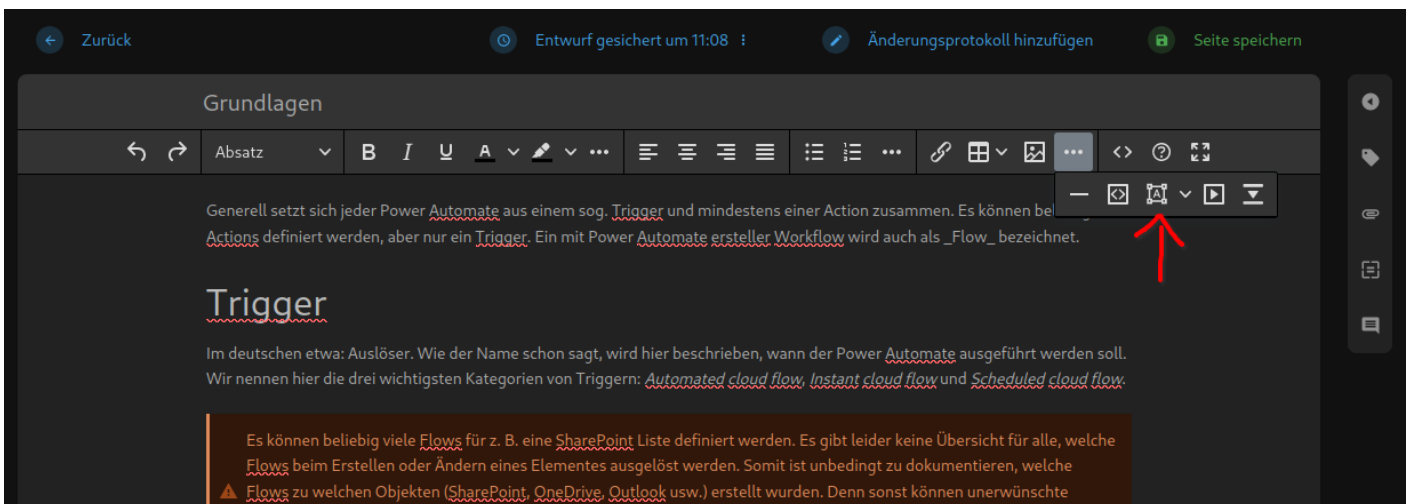 Zurück
Entwurf gesichert um 11:08
Änderungsprotokoll hinzufügen
Seite speichern
Grundlagen
Absatz
Generell setzt sich jeder Power Automate aus einem sog. Trigger und mindestens einer Action zusammen. Es können
Actions definiert werden, aber nur ein Trigger. Ein mit Power Automate ersteller Workflow wird auch als _Flow_ bezeichnet.
Trigger
Im deutschen etwa: Auslöser. Wie der Name schon sagt, wird hier beschrieben, wann der Power Automate ausgeführt werden soll.
Wir nennen hier die drei wichtigsten Kategorien von Triggern: Automated cloud flow, Instant cloud flow und Scheduled cloud flow.
Es können beliebig viele Flows für z. B. eine SharePoint Liste definiert werden. Es gibt leider keine Übersicht für alle, welche
Flows beim Erstellen oder Ändern eines Elementes ausgelöst werden. Somit ist unbedingt zu dokumentieren, welche
Flows zu welchen Objekten (SharePoint, OneDrive, Outlook usw.) erstellt wurden. Denn sonst können unerwünschte